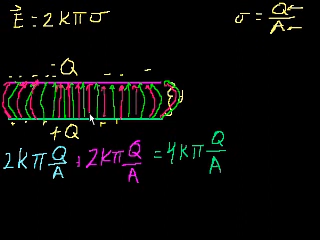 E = 2Kπσ
σ = Q/A
-Q
d
+Q
2Kπ Q/A + 2Kπ Q/A = 4Kπ Q/A